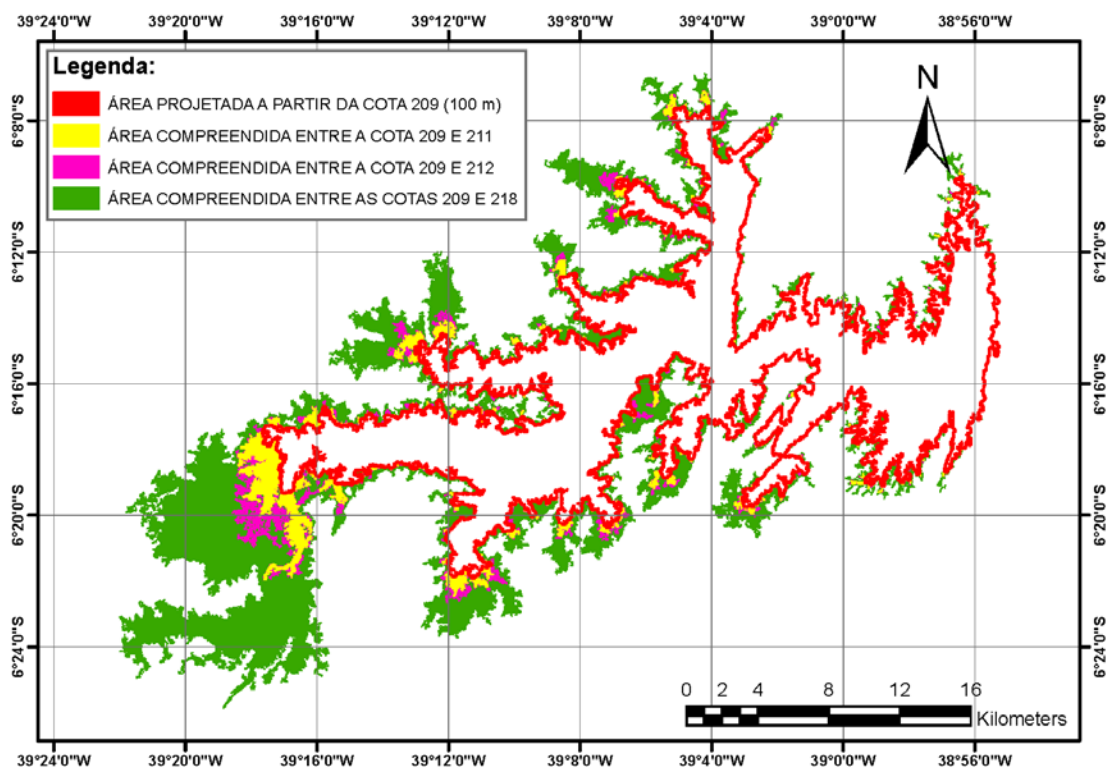 39°24'0"W 39°20'0"W 39°16'0"W 39°12'0"W 39°8'0"W 39°4'0"W 39°0'0"W 38°56'0"W
Legenda:
ÁREA PROJETADA A PARTIR DA COTA 209 (100 m)
ÁREA COMPREENDIDA ENTRE A COTA 209 E 211
ÁREA COMPREENDIDA ENTRE A COTA 209 E 212
ÁREA COMPREENDIDA ENTRE AS COTAS 209 E 218
N
6°8'0"S 6°8'0"S
6°12'0"S 6°12'0"S
6°16'0"S 6°16'0"S
6°20'0"S 6°20'0"S
6°24'0"S 6°24'0"S
0 2 4 8 12 16
Kilometers
39°24'0"W 39°20'0"W 39°16'0"W 39°12'0"W 39°8'0"W 39°4'0"W 39°0'0"W 38°56'0"W